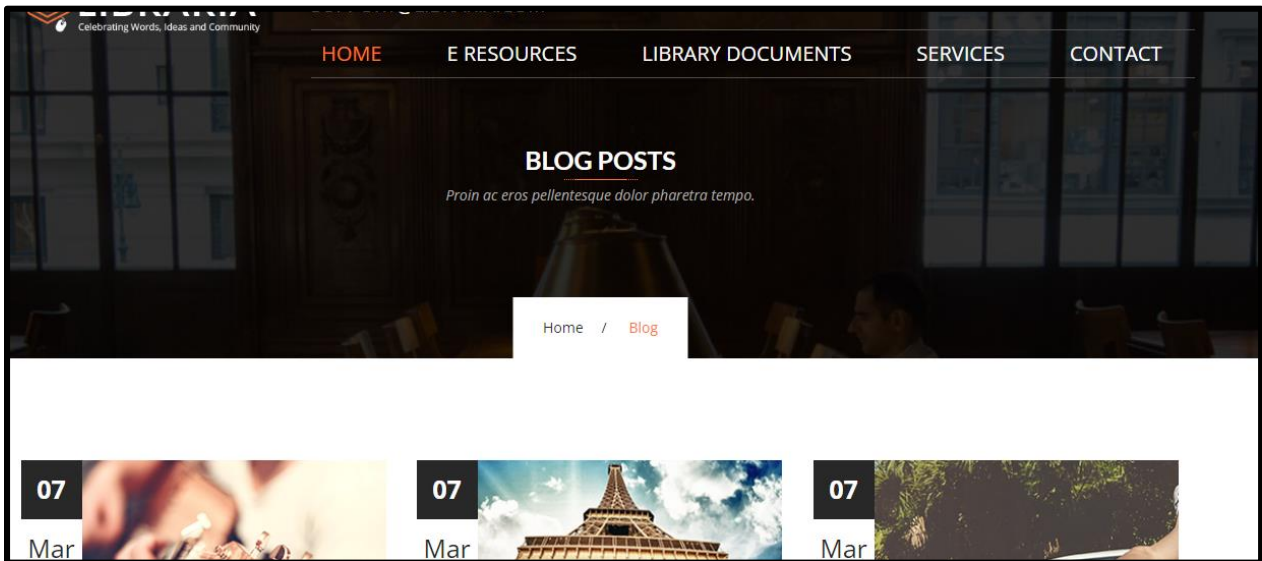 LIBRARIA
Celebrating Words, Ideas and Community
HOME E RESOURCES LIBRARY DOCUMENTS SERVICES CONTACT
BLOG POSTS
Proin ac eros pellentesque dolor pharetra tempo.
Home / Blog
07 07 07
Mar Mar Mar